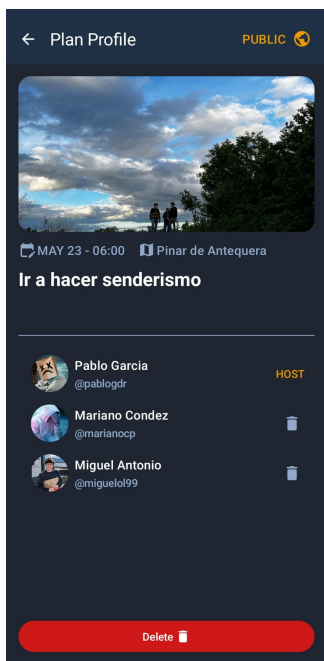 Plan Profile
PUBLIC
MAY 23 - 06:00 Pinar de Antequera
Ir a hacer senderismo
Pablo Garcia
@pablogdr
HOST
Mariano Condez
@marianocp
Miguel Antonio
@miguelol99
Delete